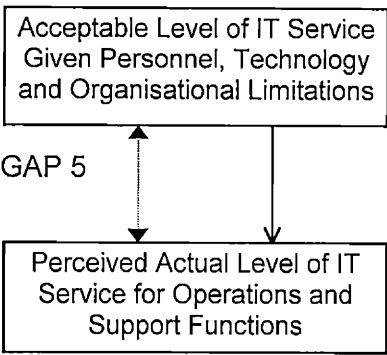 Acceptable Level of IT Service
Given Personnel, Technology
and Organisational Limitations
GAP 5
Perceived Actual Level of IT
Service for Operations and
Support Functions